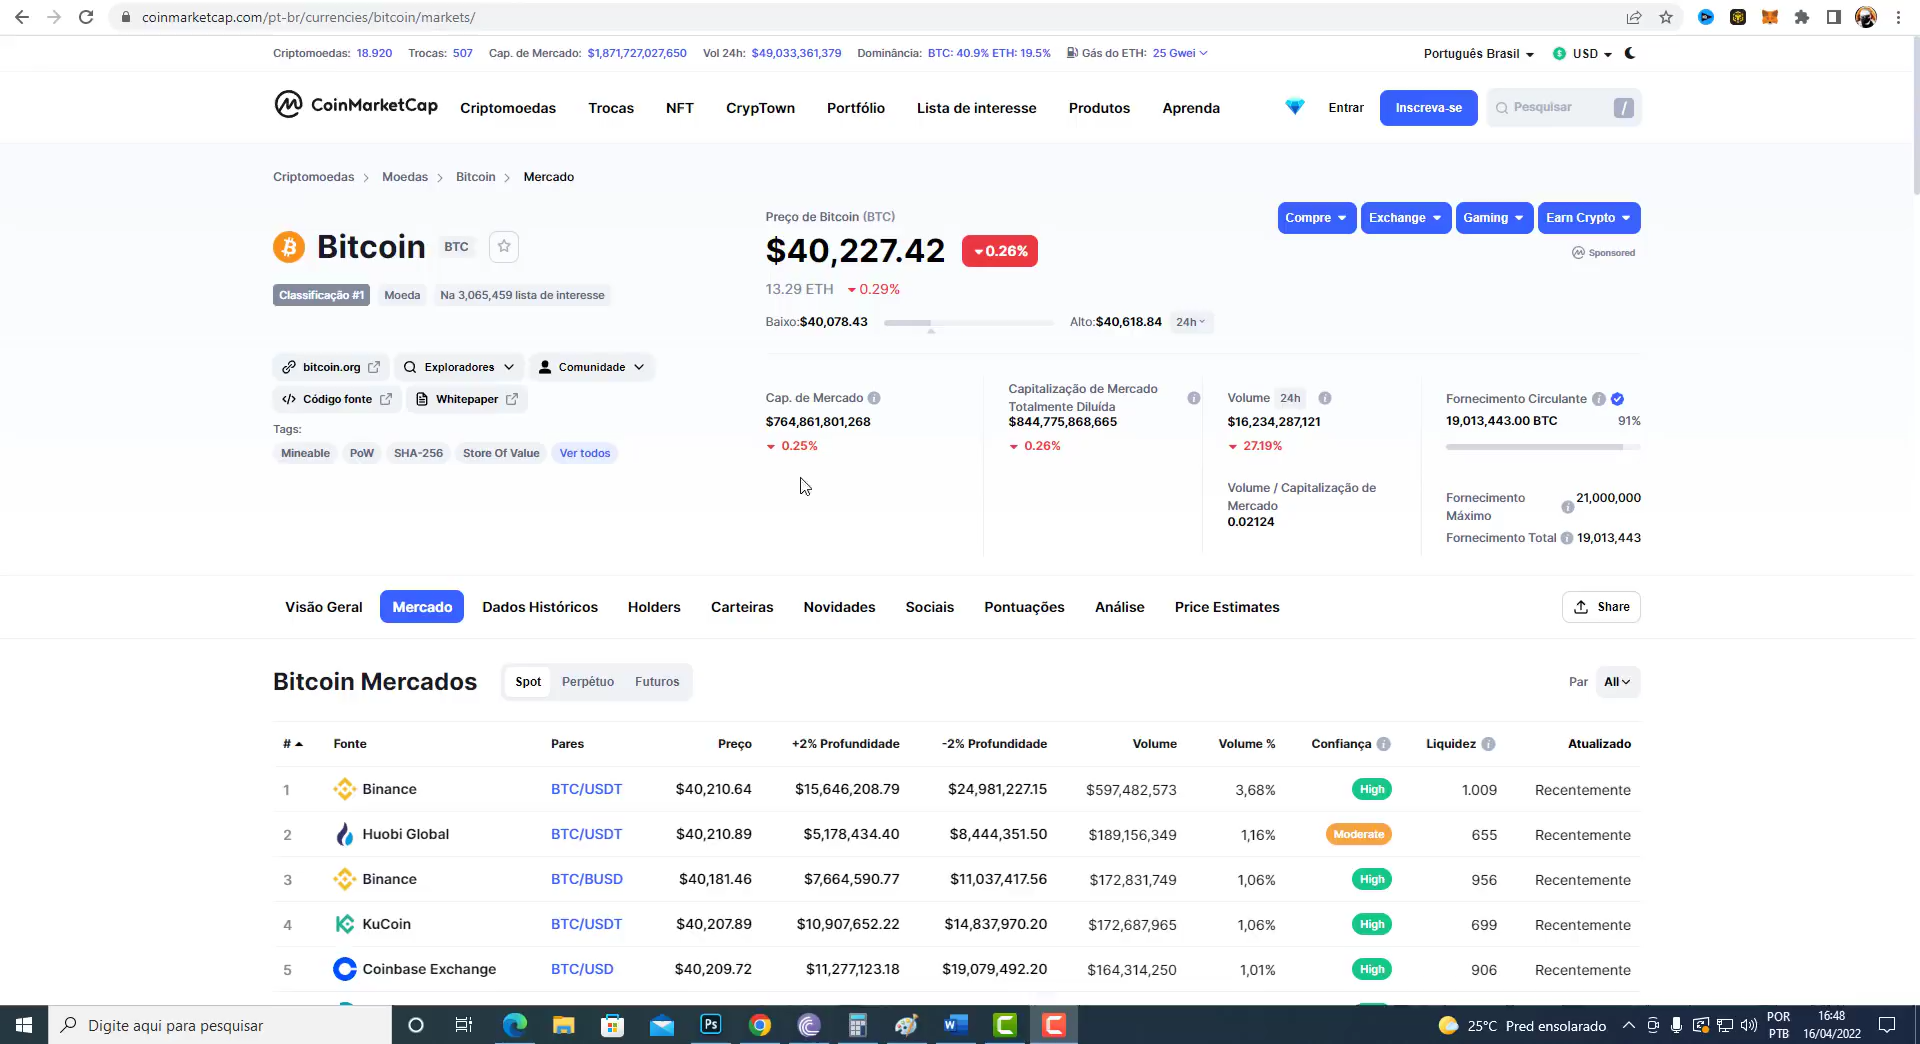 coinmarketcap.com/pt-br/currencies/bitcoin/markets/
Criptomoedas: 18.920 Trocas: 507 Cap. de Mercado: $1,871,727,027,650 Vol 24h: $49,033,361,379 Dominância: BTC: 40.9% ETH: 19.5% Gás do ETH: 25 Gwei Português Brasil USD
CoinMarketCap Criptomoedas Trocas NFT CrypTown Portfólio Lista de interesse Produtos Aprenda Entrar Inscreva-se Pesquisar /
Criptomoedas > Moedas > Bitcoin > Mercado
Bitcoin BTC
Classificação #1 Moeda Na 3,065,459 lista de interesse
bitcoin.org Exploradores Comunidade
Código fonte Whitepaper
Tags:
Mineable PoW SHA-256 Store Of Value Ver todos
Preço de Bitcoin (BTC)
$40,227.42 0.26%
13.29 ETH 0.29%
Baixo:$40,078.43 Alto:$40,618.84 24h
Compre Exchange Gaming Earn Crypto
Sponsored
Cap. de Mercado
$764,861,801,268
0.25%
Capitalização de Mercado
Totalmente Diluída
$844,775,868,665
0.26%
Volume 24h
$16,234,287,121
27.19%
Volume / Capitalização de
Mercado
0.02124
Fornecimento Circulante
19,013,443.00 BTC 91%
Fornecimento
Máximo
21,000,000
Fornecimento Total 19,013,443
Visão Geral Mercado Dados Históricos Holders Carteiras Novidades Sociais Pontuações Análise Price Estimates Share
Bitcoin Mercados Spot Perpétuo Futuros Par All
# Fonte Pares Preço +2% Profundidade -2% Profundidade Volume Volume % Confiança Liquidez Atualizado
1 Binance BTC/USDT $40,210.64 $15,646,208.79 $24,981,227.15 $597,482,573 3,68% High 1.009 Recentemente
2 Huobi Global BTC/USDT $40,210.89 $5,178,434.40 $8,444,351.50 $189,156,349 1,16% Moderate 655 Recentemente
3 Binance BTC/BUSD $40,181.46 $7,664,590.77 $11,037,417.56 $172,831,749 1,06% High 956 Recentemente
4 KuCoin BTC/USDT $40,207.89 $10,907,652.22 $14,837,970.20 $172,687,965 1,06% High 699 Recentemente
5 Coinbase Exchange BTC/USD $40,209.72 $11,277,123.18 $19,079,492.20 $164,314,250 1,01% High 906 Recentemente
Digite aqui para pesquisar Ps W C C 25°C Pred ensolarado
POR
PTB
16:48
16/04/2022